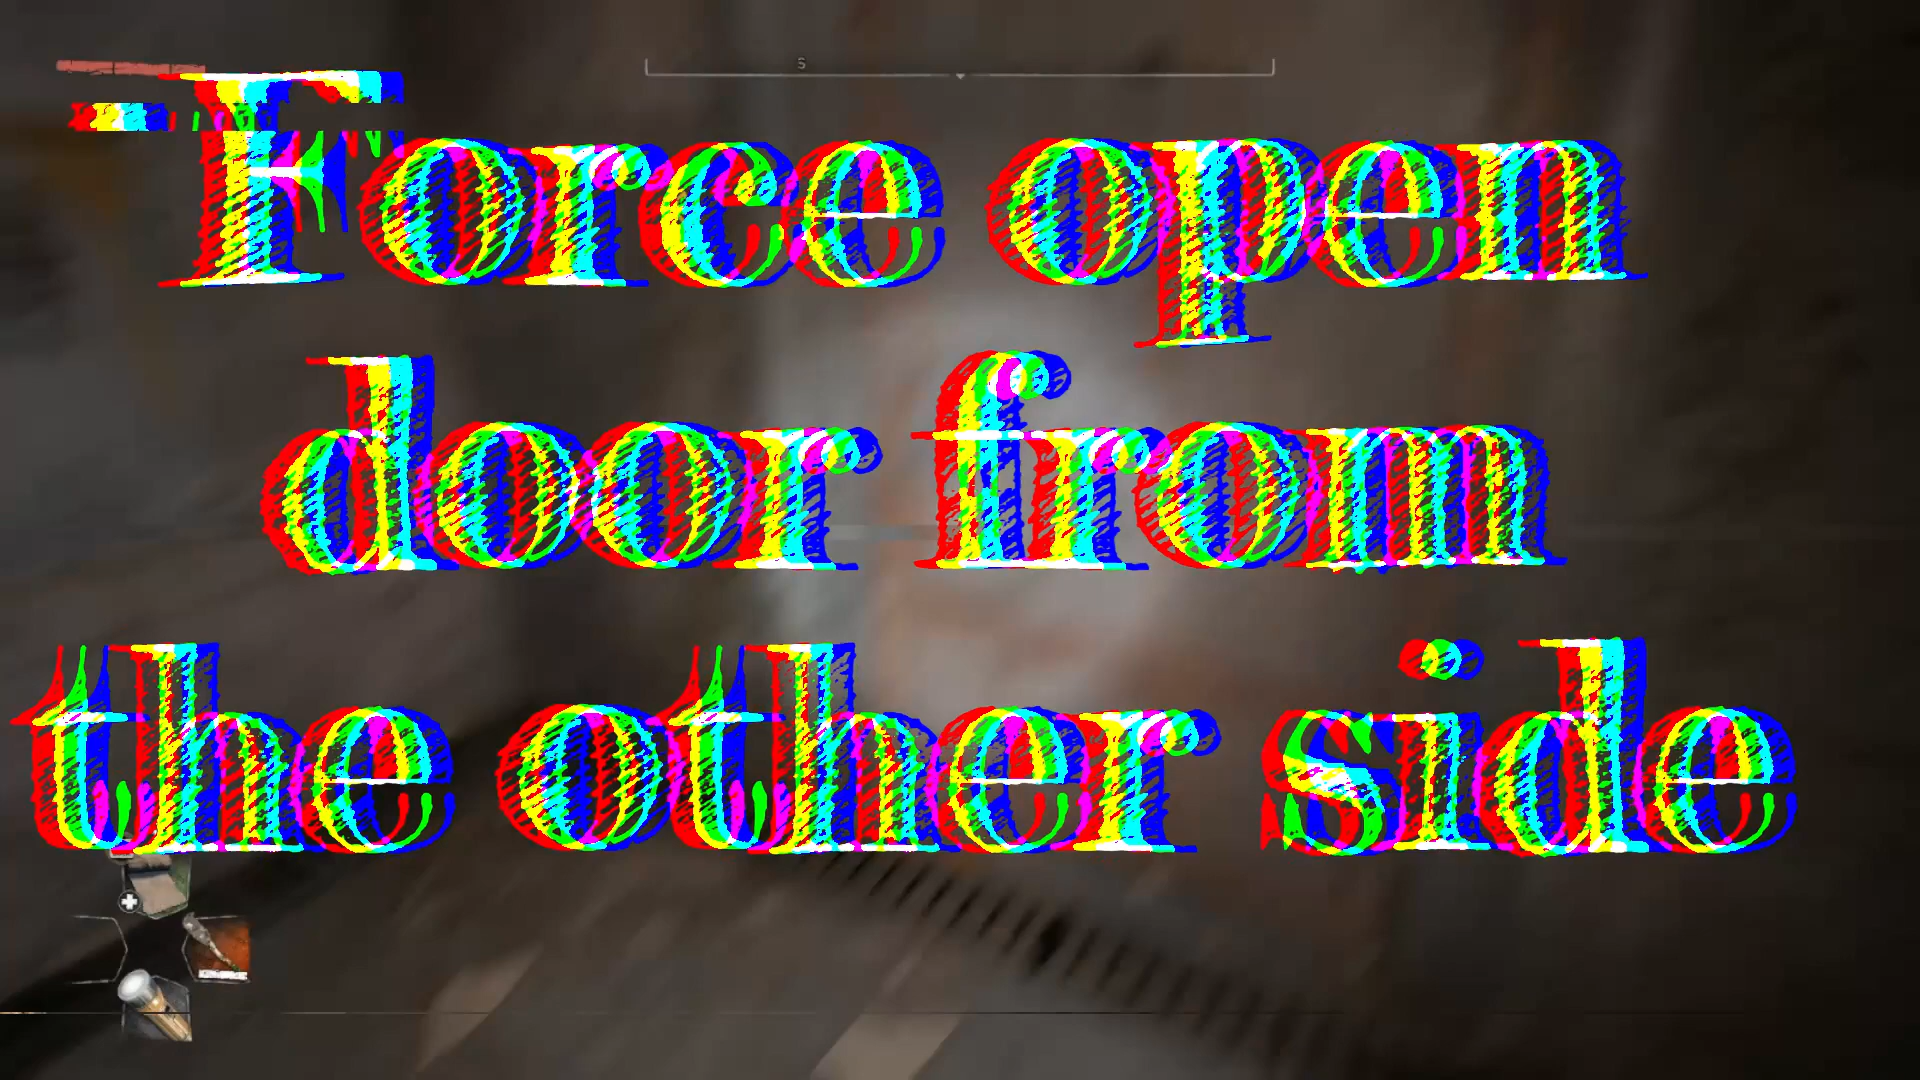 S
Force open
door from
the other side